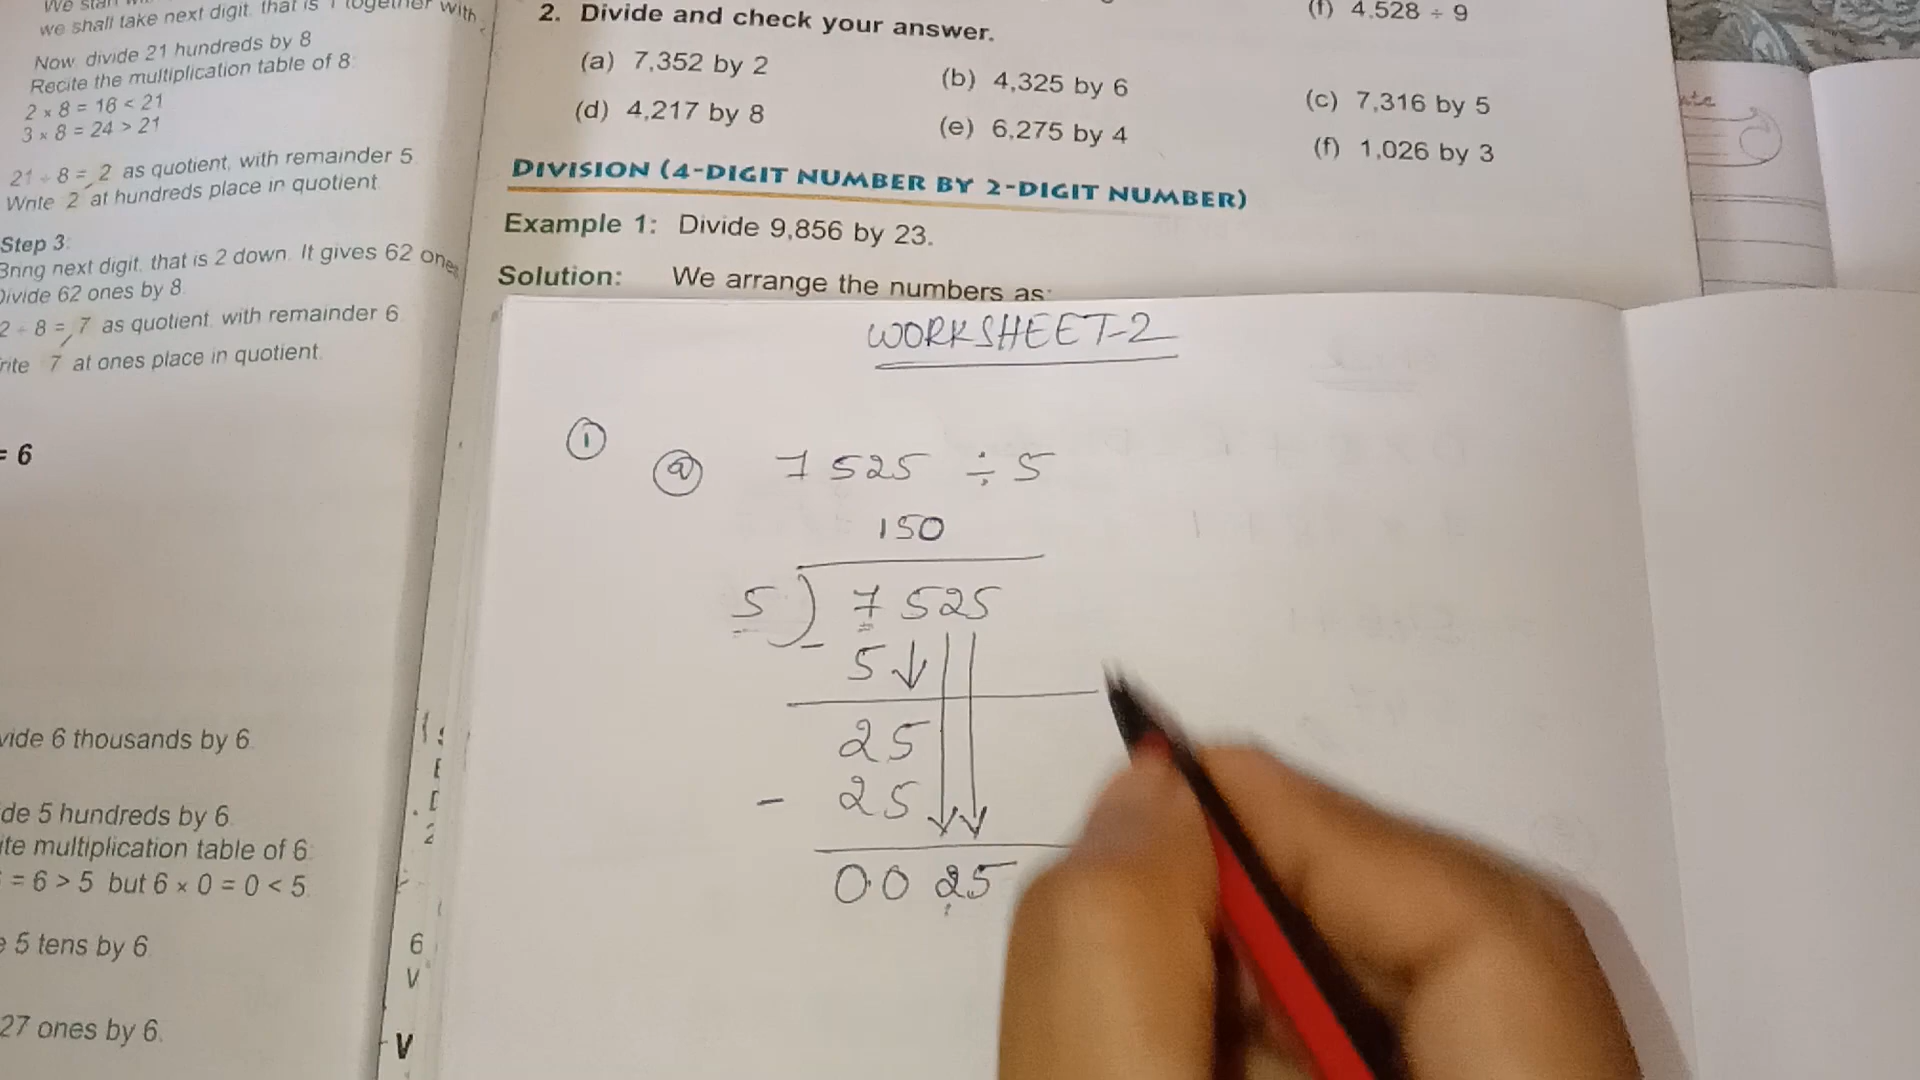 we shall take next digit, that is 1 together with
Now, divide 21 hundreds by 8
Recite the multiplication table of 8:
2 × 8 = 16 < 21
3 × 8 = 24 > 21
21 ÷ 8 = 2 as quotient, with remainder 5.
Write 2 at hundreds place in quotient.
Step 3:
Bring next digit, that is 2 down. It gives 62 ones
Divide 62 ones by 8.
2 ÷ 8 = 7 as quotient, with remainder 6.
rite 7 at ones place in quotient.
= 6
vide 6 thousands by 6.
de 5 hundreds by 6.
ite multiplication table of 6:
= 6 > 5 but 6 × 0 = 0 < 5.
e 5 tens by 6.
27 ones by 6.
6
V
V
(f) 4,528 ÷ 9
2. Divide and check your answer.
(a) 7,352 by 2 (b) 4,325 by 6 (c) 7,316 by 5
(d) 4,217 by 8 (e) 6,275 by 4 (f) 1,026 by 3
DIVISION (4-DIGIT NUMBER BY 2-DIGIT NUMBER)
Example 1: Divide 9,856 by 23.
Solution: We arrange the numbers as:
WORKSHEET-2
1
a 7525 ÷ 5
150
5) 7525
- 5
25
- 25
0025